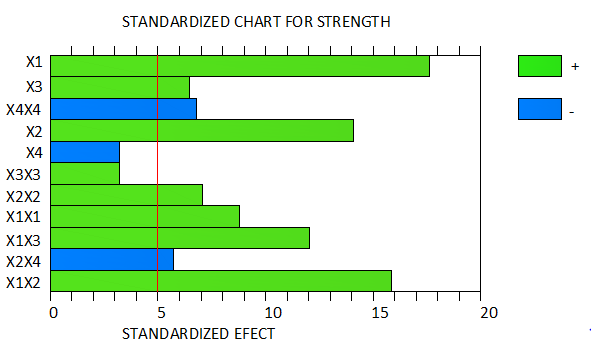 STANDARDIZED CHART FOR STRENGTH
X1
+
X3
X4X4
-
X2
X4
X3X3
X2X2
X1X1
X1X3
X2X4
X1X2
0 5 10 15 20
STANDARDIZED EFECT